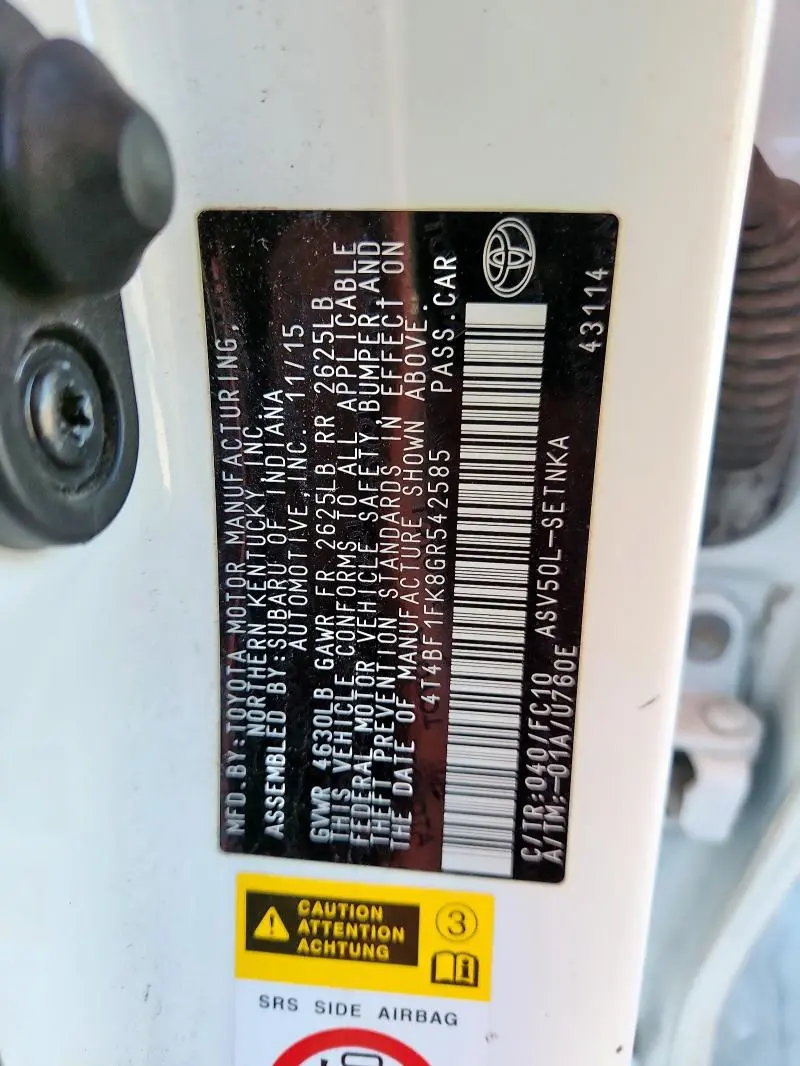 MFD.BY:TOYOTA MOTOR MANUFACTURING,
NORTHERN KENTUCKY INC.
ASSEMBLED BY:SUBARU OF INDIANA
AUTOMOTIVE,INC. 11/15
GVWR 4630LB GAWR FR 2625LB RR 2625LB
THIS VEHICLE CONFORMS TO ALL APPLICABLE
FEDERAL MOTOR VEHICLE SAFETY,BUMPER,AND
THEFT PREVENTION STANDARDS IN EFFECT ON
THE DATE OF MANUFACTURE SHOWN ABOVE.
4T4BF1FK8GR542585 PASS.CAR
C/TR:040/FC10 ASV50L-SETNKA
A/TM:-01A/U760E 43114
CAUTION
ATTENTION
ACHTUNG
3
SRS SIDE AIRBAG